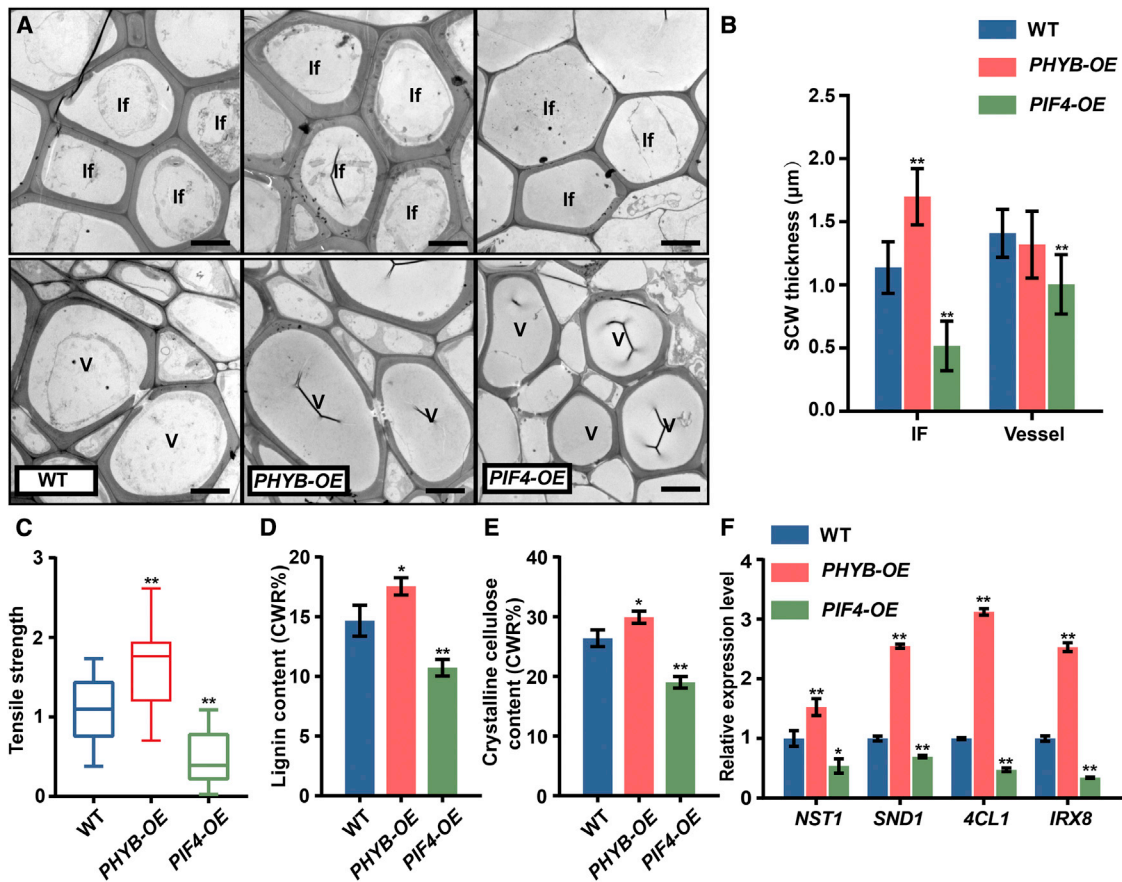 A
If
If
If
If
If
If
If
If
If
If
V
V
WT
V
V
PHYB-OE
V
V
V
V
PIF4-OE
B
WT
PHYB-OE
PIF4-OE
SCW thickness (μm)
2.5
2.0
1.5
1.0
0.5
0.0
**
**
**
IF
Vessel
C
Tensile strength
3
2
1
0
**
**
WT
PHYB-OE
PIF4-OE
D
Lignin content (CWR%)
20
15
10
5
0
*
**
WT
PHYB-OE
PIF4-OE
E
Crystalline cellulose
content (CWR%)
40
30
20
10
0
*
**
WT
PHYB-OE
PIF4-OE
F
WT
PHYB-OE
PIF4-OE
Relative expression level
4
3
2
1
0
**
*
**
**
**
**
**
**
NST1
SND1
4CL1
IRX8